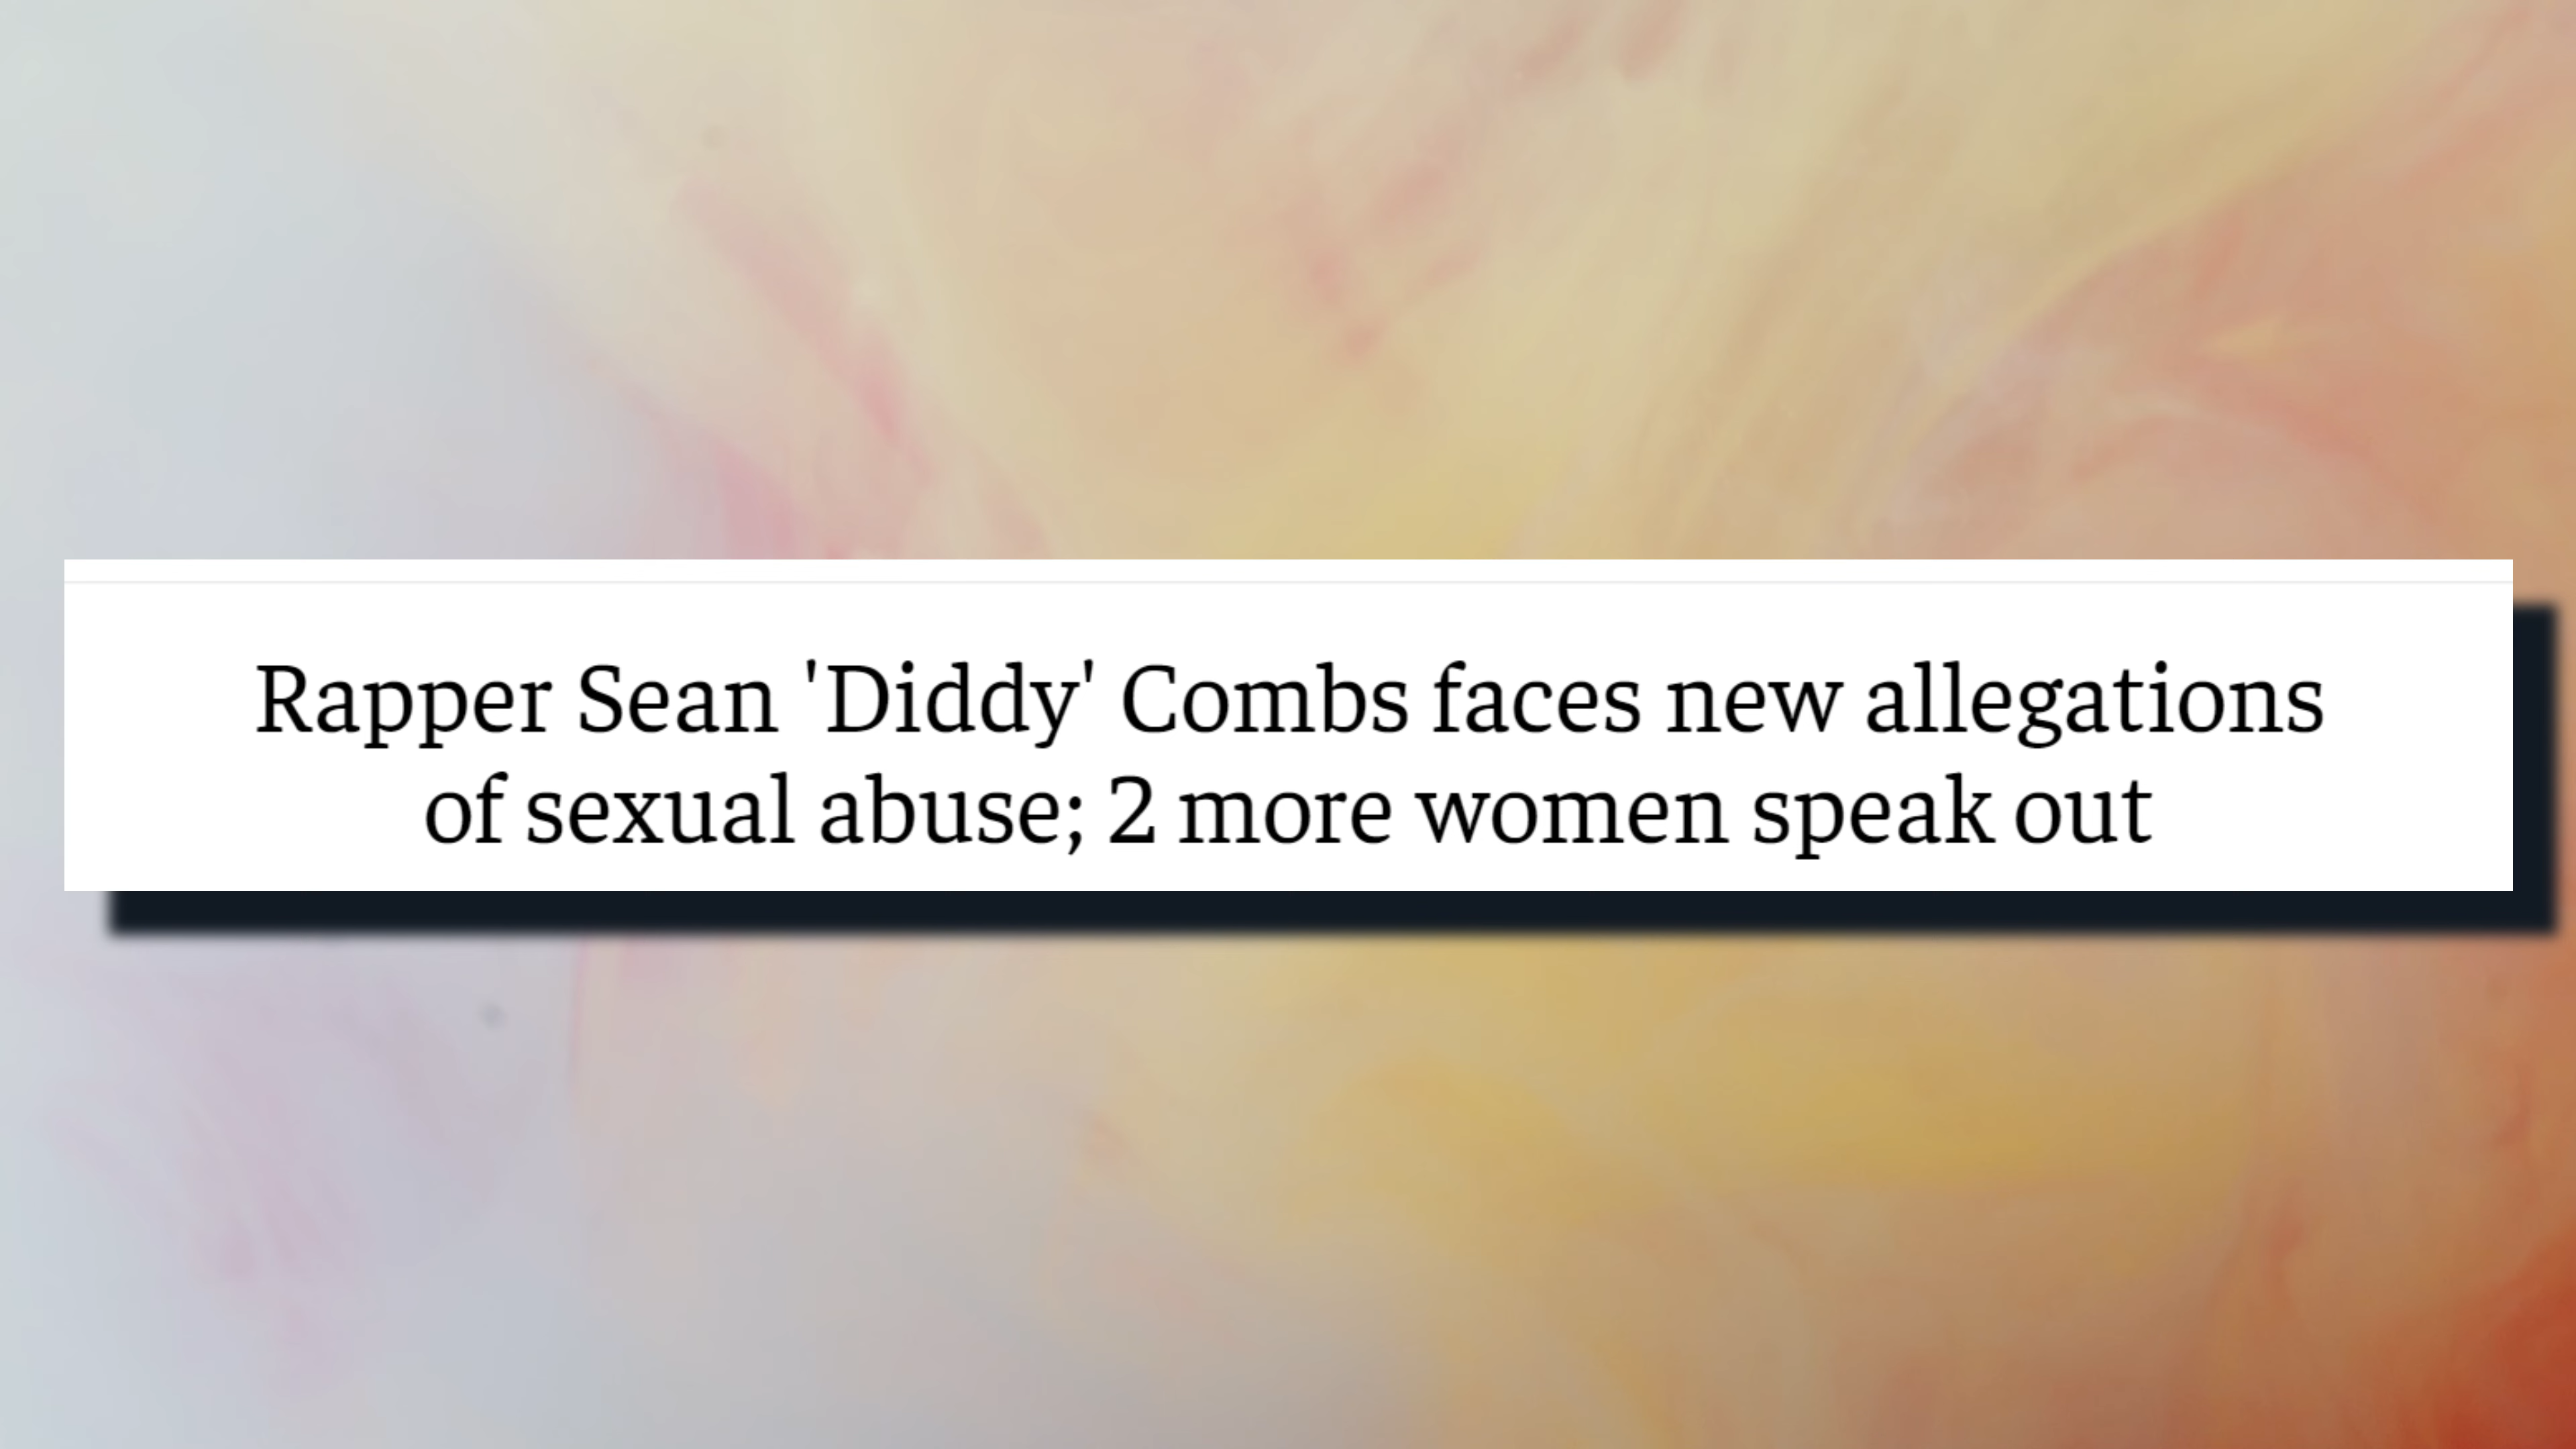 Rapper Sean 'Diddy' Combs faces new allegations
of sexual abuse; 2 more women speak out